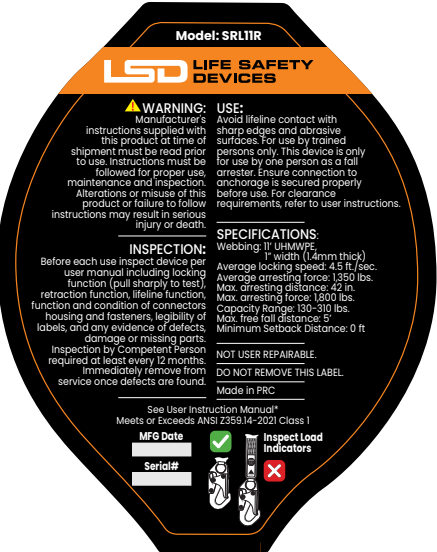 Model: SRL11R
LSD LIFE SAFETY
DEVICES
WARNING:
Manufacturer's
instructions supplied with
this product at time of
shipment must be read prior
to use. Instructions must be
followed for proper use,
maintenance and inspection.
Alterations or misuse of this
product or failure to follow
instructions may result in serious
injury or death.
INSPECTION:
Before each use inspect device per
user manual including locking
function (pull sharply to test),
retraction function, lifeline function,
function and condition of connectors
housing and fasteners, legibility of
labels, and any evidence of defects,
damage or missing parts.
Inspection by Competent Person
required at least every 12 months.
Immediately remove from
service once defects are found.
USE:
Avoid lifeline contact with
sharp edges and abrasive
surfaces. For use by trained
persons only. This device is only
for use by one person as a fall
arrester. Ensure connection to
anchorage is secured properly
before use. For clearance
requirements, refer to user instructions.
SPECIFICATIONS:
Webbing: 11' UHMWPE,
1" width (1.4mm thick)
Average locking speed: 4.5 ft./sec.
Average arresting force: 1,350 lbs.
Max. arresting distance: 42 in.
Max. arresting force: 1,800 lbs.
Capacity Range: 130-310 lbs.
Max. free fall distance: 5'
Minimum Setback Distance: 0 ft
NOT USER REPAIRABLE.
DO NOT REMOVE THIS LABEL.
Made in PRC
See User Instruction Manual*
Meets or Exceeds ANSI Z359.14-2021 Class 1
MFG Date
Serial#
Inspect Load
Indicators